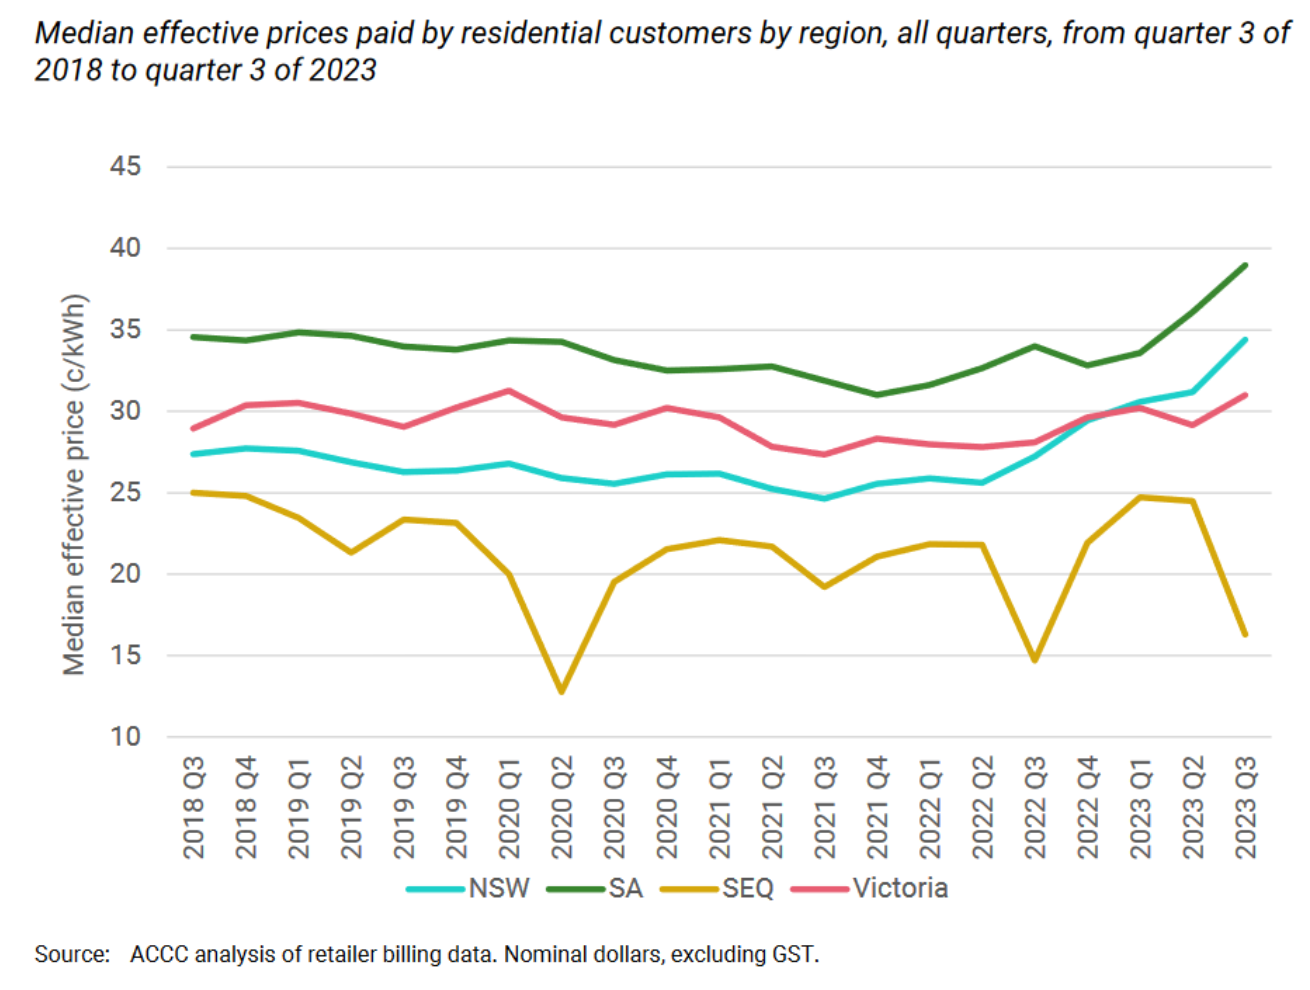 Median effective prices paid by residential customers by region, all quarters, from quarter 3 of
2018 to quarter 3 of 2023
45
40
35
30
25
20
15
10
Median effective price (c/kWh)
2018 Q3
2018 Q4
2019 Q1
2019 Q2
2019 Q3
2019 Q4
2020 Q1
2020 Q2
2020 Q3
2020 Q4
2021 Q1
2021 Q2
2021 Q3
2021 Q4
2022 Q1
2022 Q2
2022 Q3
2022 Q4
2023 Q1
2023 Q2
2023 Q3
NSW SA SEQ Victoria
Source: ACCC analysis of retailer billing data. Nominal dollars, excluding GST.